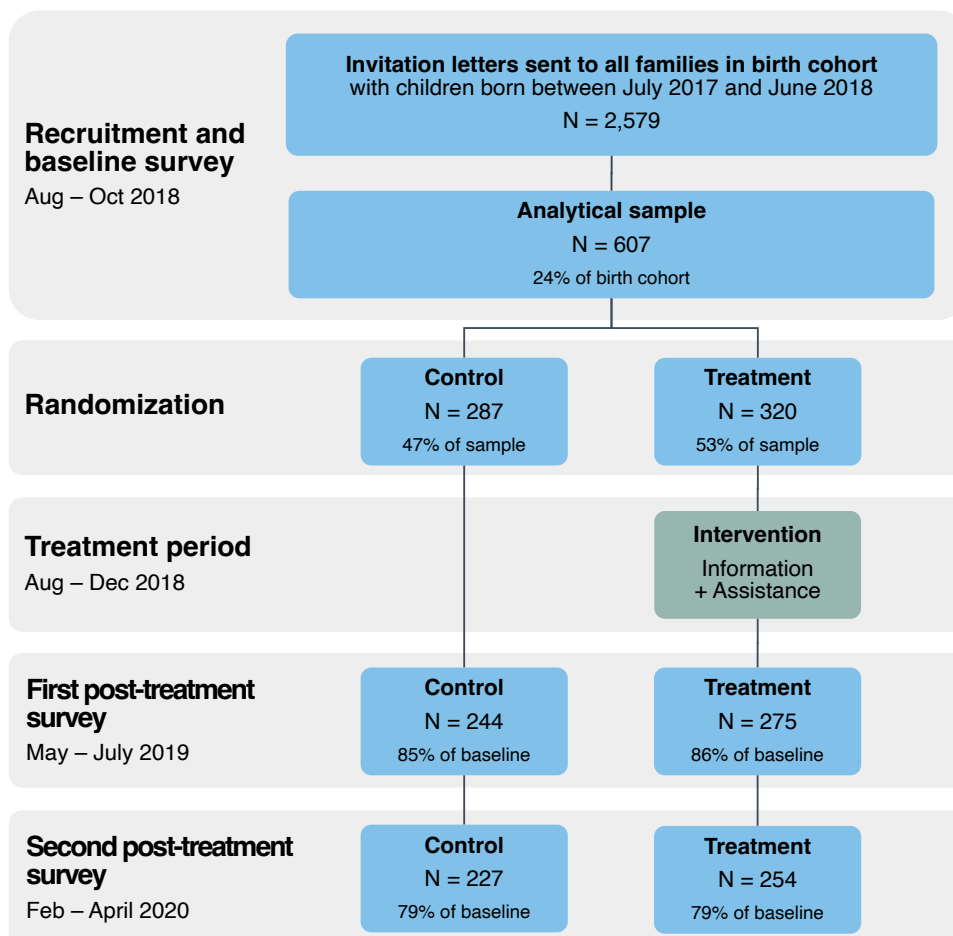 Recruitment and
baseline survey
Aug – Oct 2018
Invitation letters sent to all families in birth cohort
with children born between July 2017 and June 2018
N = 2,579
Analytical sample
N = 607
24% of birth cohort
Randomization
Control
N = 287
47% of sample
Treatment
N = 320
53% of sample
Treatment period
Aug – Dec 2018
Intervention
Information
+ Assistance
First post-treatment
survey
May – July 2019
Control
N = 244
85% of baseline
Treatment
N = 275
86% of baseline
Second post-treatment
survey
Feb – April 2020
Control
N = 227
79% of baseline
Treatment
N = 254
79% of baseline